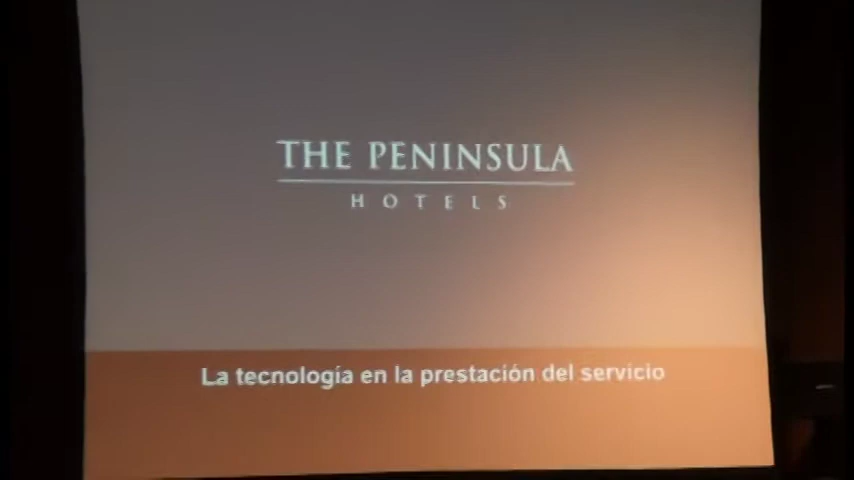 THE PENINSULA
HOTELS
La tecnología en la prestación del servicio